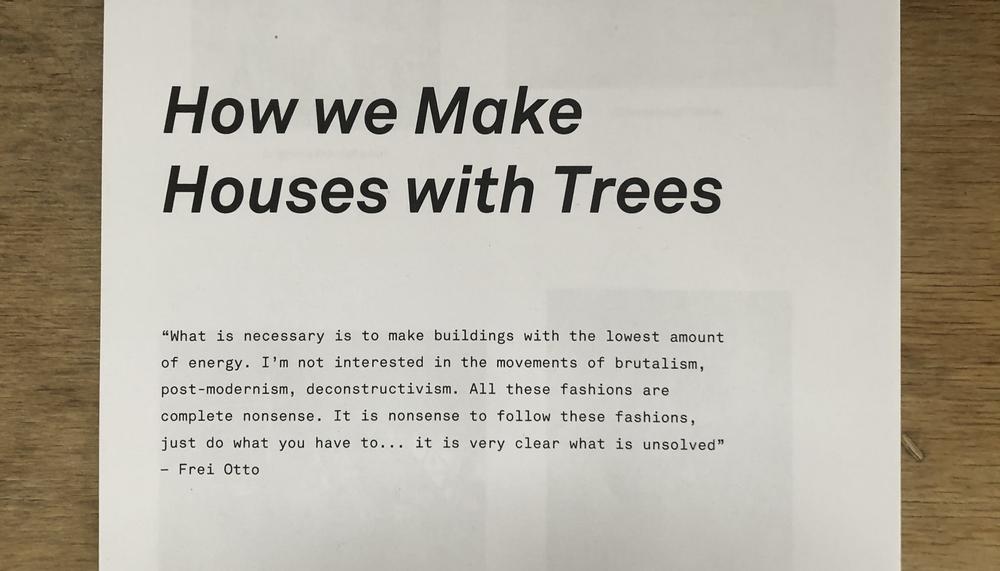 How we Make
Houses with Trees
“What is necessary is to make buildings with the lowest amount
of energy. I’m not interested in the movements of brutalism,
post-modernism, deconstructivism. All these fashions are
complete nonsense. It is nonsense to follow these fashions,
just do what you have to... it is very clear what is unsolved”
– Frei Otto